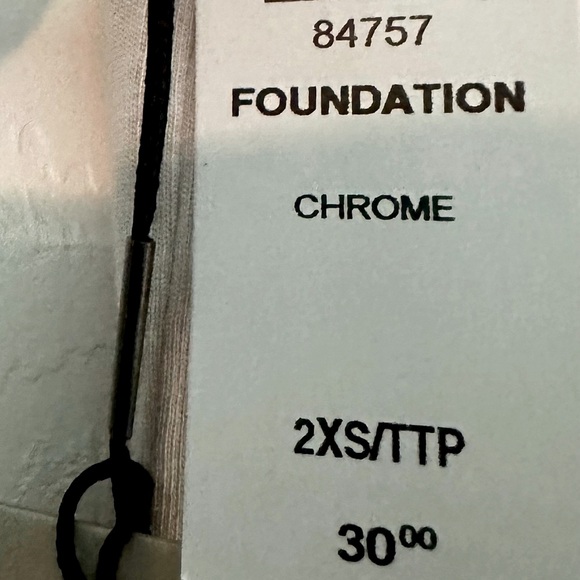 84757
FOUNDATION
CHROME
2XS/TTP
30⁰⁰